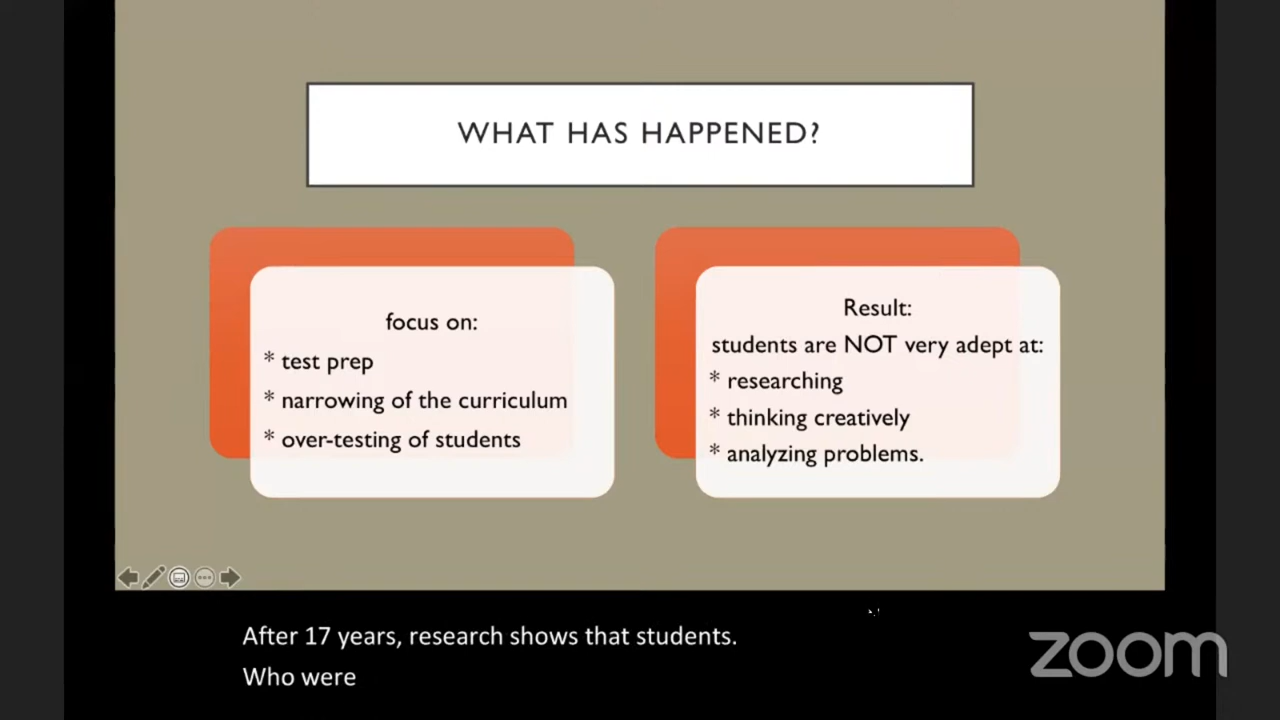 WHAT HAS HAPPENED?
focus on:
* test prep
* narrowing of the curriculum
* over-testing of students
Result:
students are NOT very adept at:
* researching
* thinking creatively
* analyzing problems.
After 17 years, research shows that students.
Who were
zoom